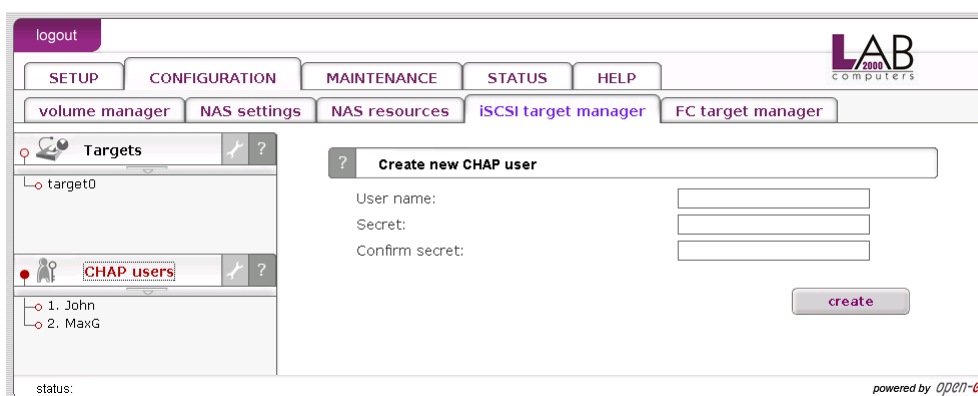 logout
LAB
2000
computers
SETUP CONFIGURATION MAINTENANCE STATUS HELP
volume manager NAS settings NAS resources iSCSI target manager FC target manager
Targets ?
target0
CHAP users ?
1. John
2. MaxG
? Create new CHAP user
User name:
Secret:
Confirm secret:
create
status:
powered by open-e